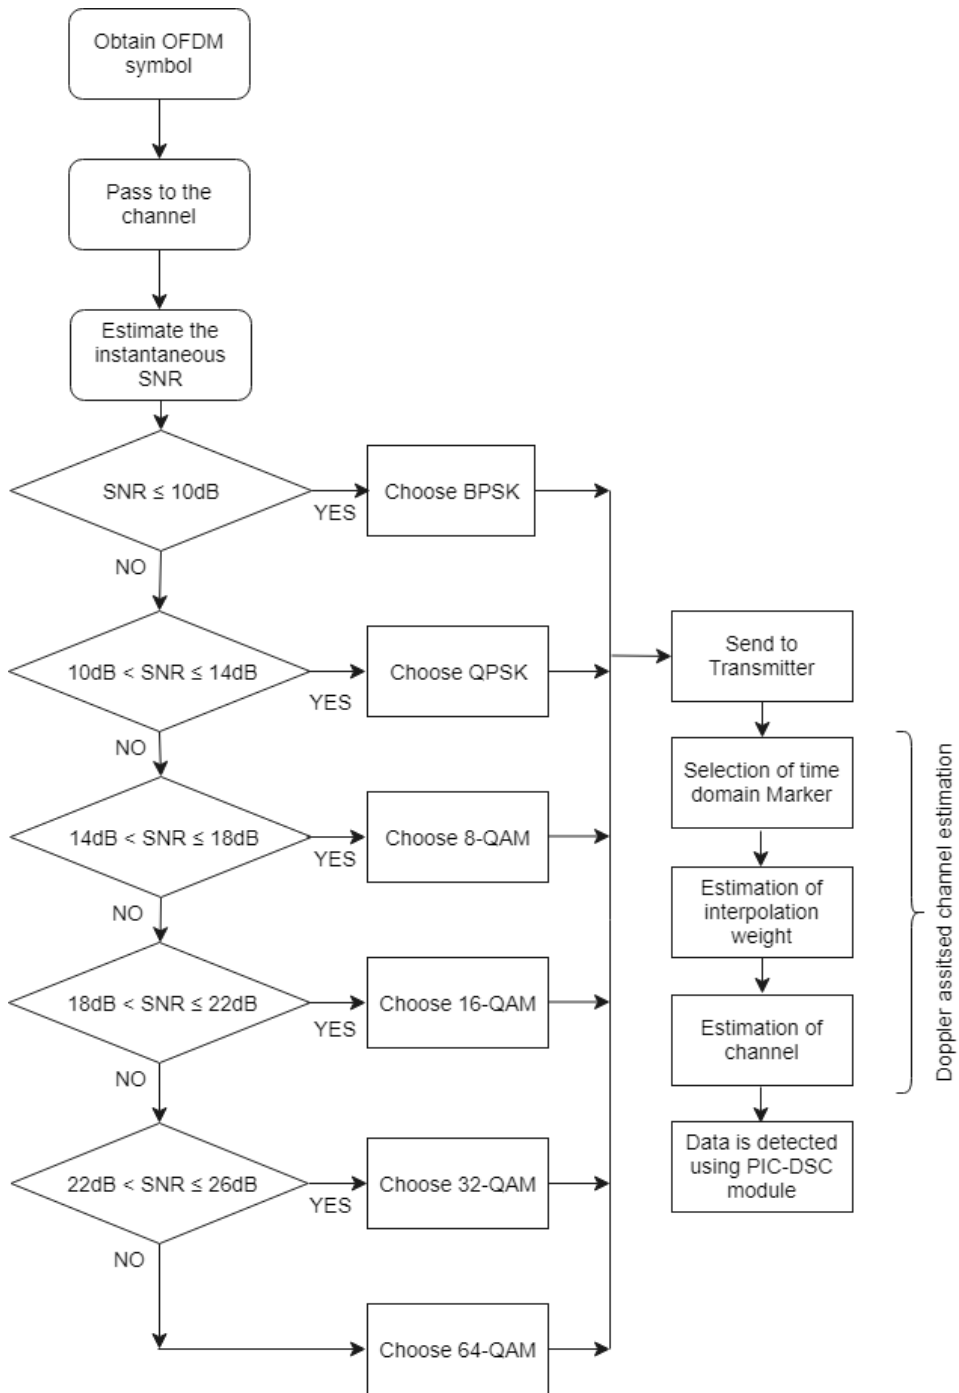 Obtain OFDM
symbol
Pass to the
channel
Estimate the
instantaneous
SNR
SNR ≤ 10dB
YES
Choose BPSK
NO
10dB < SNR ≤ 14dB
YES
Choose QPSK
NO
14dB < SNR ≤ 18dB
YES
Choose 8-QAM
NO
18dB < SNR ≤ 22dB
YES
Choose 16-QAM
NO
22dB < SNR ≤ 26dB
YES
Choose 32-QAM
NO
Choose 64-QAM
Send to
Transmitter
Selection of time
domain Marker
Estimation of
interpolation
weight
Estimation of
channel
Data is detected
using PIC-DSC
module
Doppler assitsed channel estimation